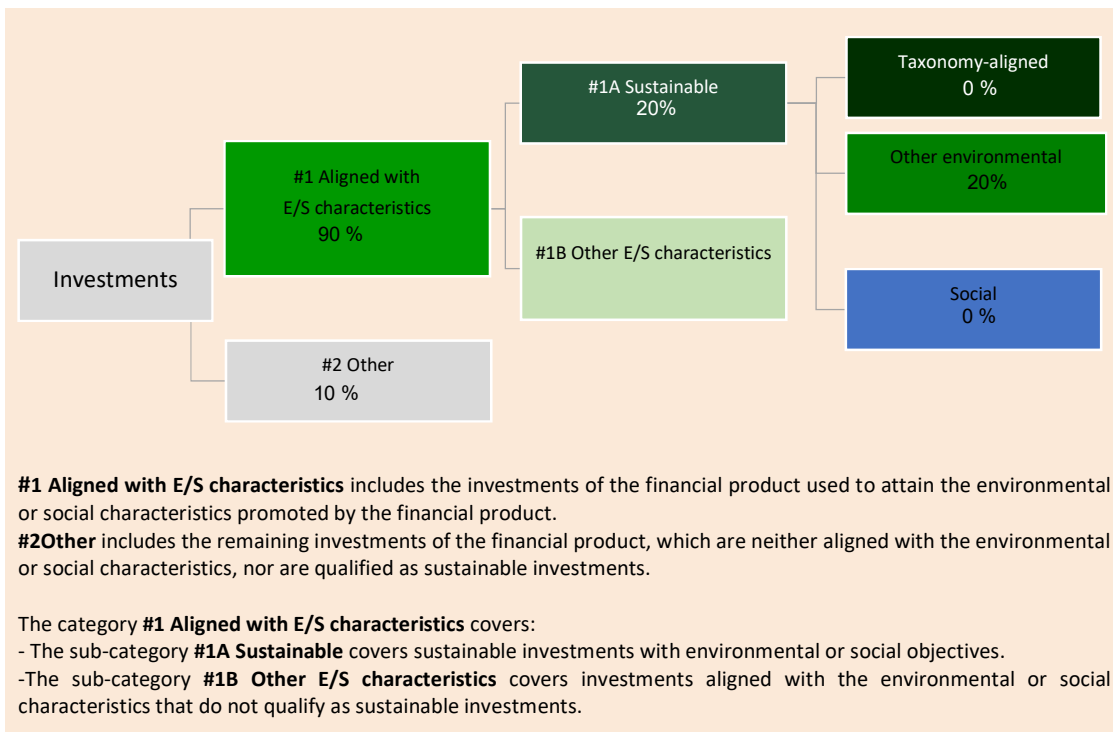 Investments
#1 Aligned with
E/S characteristics
90 %
#2 Other
10 %
#1A Sustainable
20%
#1B Other E/S characteristics
Taxonomy-aligned
0 %
Other environmental
20%
Social
0 %
#1 Aligned with E/S characteristics includes the investments of the financial product used to attain the environmental
or social characteristics promoted by the financial product.
#2Other includes the remaining investments of the financial product, which are neither aligned with the environmental
or social characteristics, nor are qualified as sustainable investments.
The category #1 Aligned with E/S characteristics covers:
- The sub-category #1A Sustainable covers sustainable investments with environmental or social objectives.
-The sub-category #1B Other E/S characteristics covers investments aligned with the environmental or social
characteristics that do not qualify as sustainable investments.